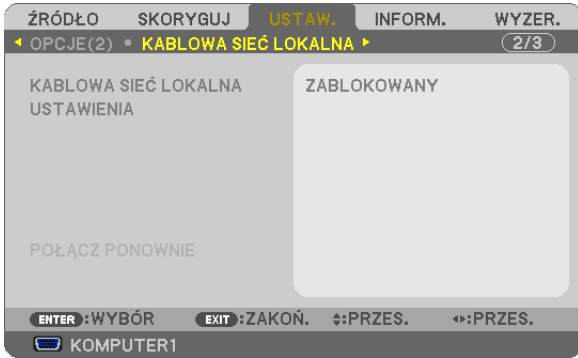 ŹRÓDŁO SKORYGUJ USTAW. INFORM. WYZER.
OPCJE(2) • KABLOWA SIEĆ LOKALNA 2/3
KABLOWA SIEĆ LOKALNA ZABLOKOWANY
USTAWIENIA
POŁĄCZ PONOWNIE
ENTER :WYBÓR EXIT :ZAKOŃ. :PRZES. :PRZES.
KOMPUTER1